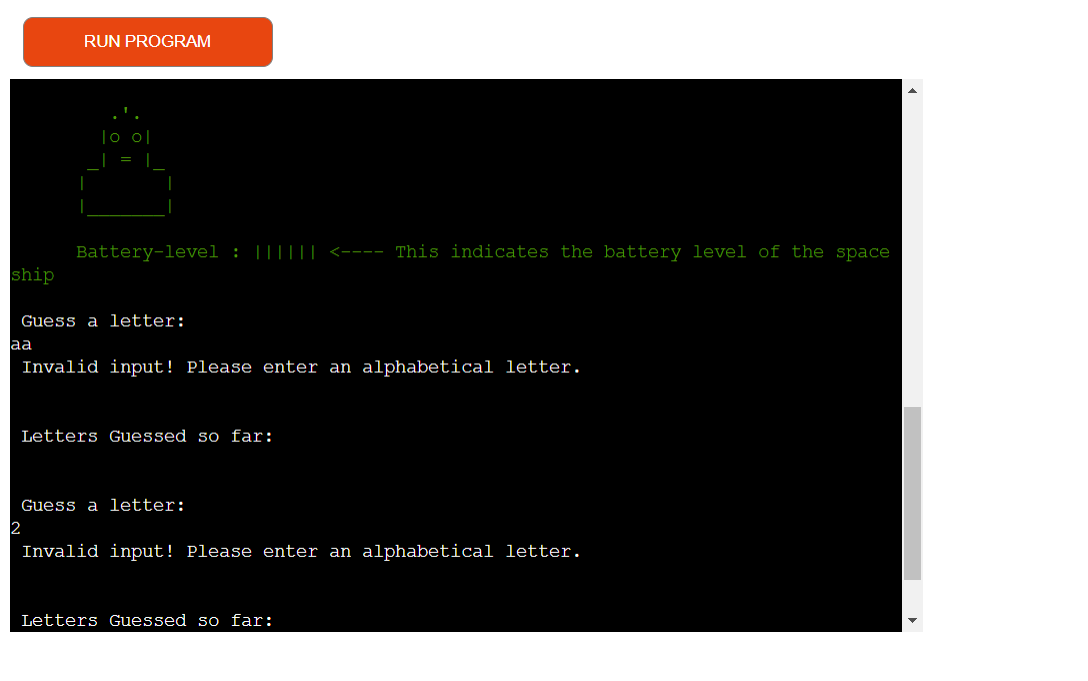 RUN PROGRAM
.'.
|o o|
_| = |_
|       |
|_______|
Battery-level : |||||| <---- This indicates the battery level of the space
ship
Guess a letter:
aa
Invalid input! Please enter an alphabetical letter.
Letters Guessed so far:
Guess a letter:
2
Invalid input! Please enter an alphabetical letter.
Letters Guessed so far: